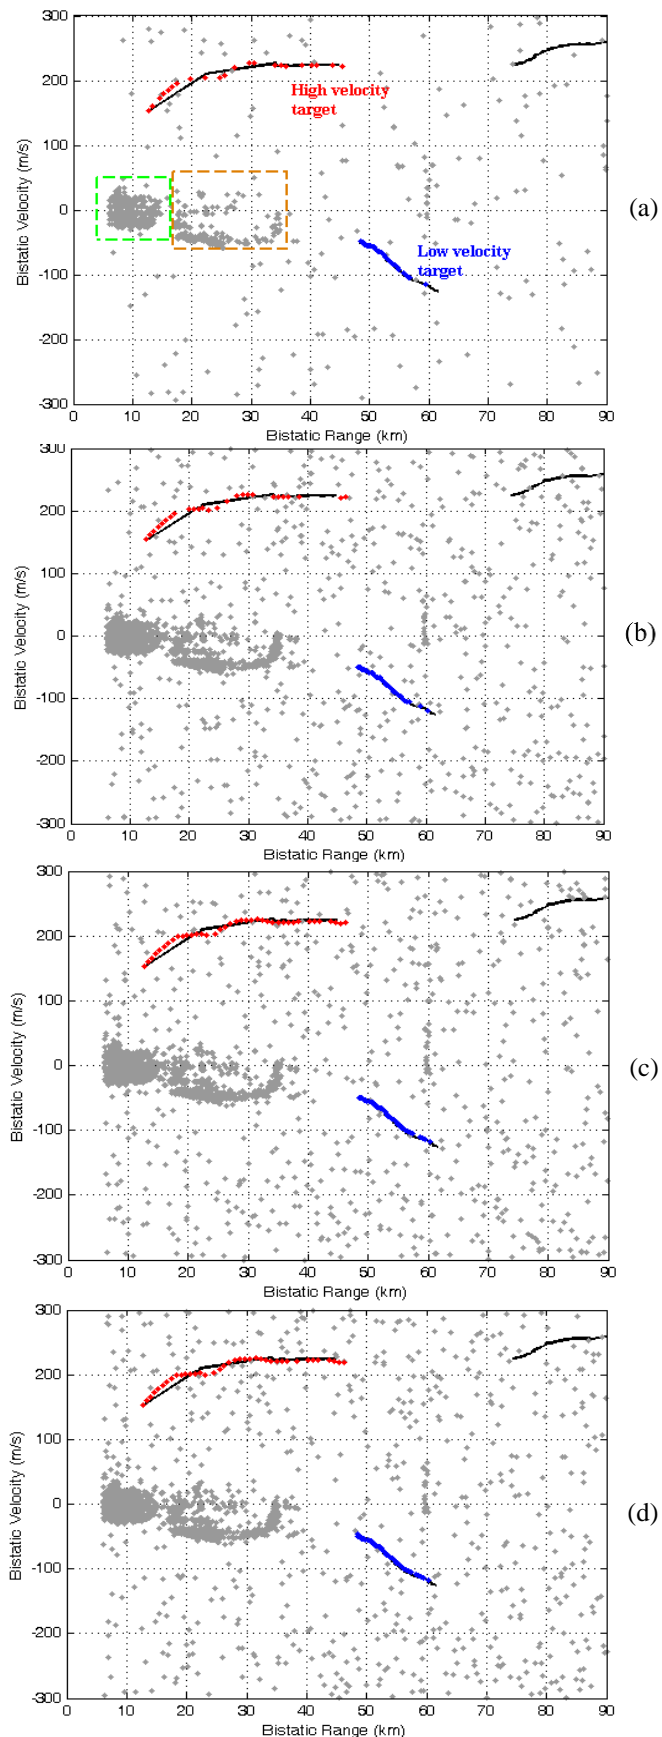 300
200
High velocity
target
100
0
(a)
Low velocity
target
-100
-200
-300
0 10 20 30 40 50 60 70 80 90
Bistatic Range (km)
Bistatic Velocity (m/s)
300
200
100
0
(b)
-100
-200
-300
0 10 20 30 40 50 60 70 80 90
Bistatic Range (km)
Bistatic Velocity (m/s)
300
200
100
0
(c)
-100
-200
-300
0 10 20 30 40 50 60 70 80 90
Bistatic Range (km)
Bistatic Velocity (m/s)
300
200
100
0
(d)
-100
-200
-300
0 10 20 30 40 50 60 70 80 90
Bistatic Range (km)
Bistatic Velocity (m/s)